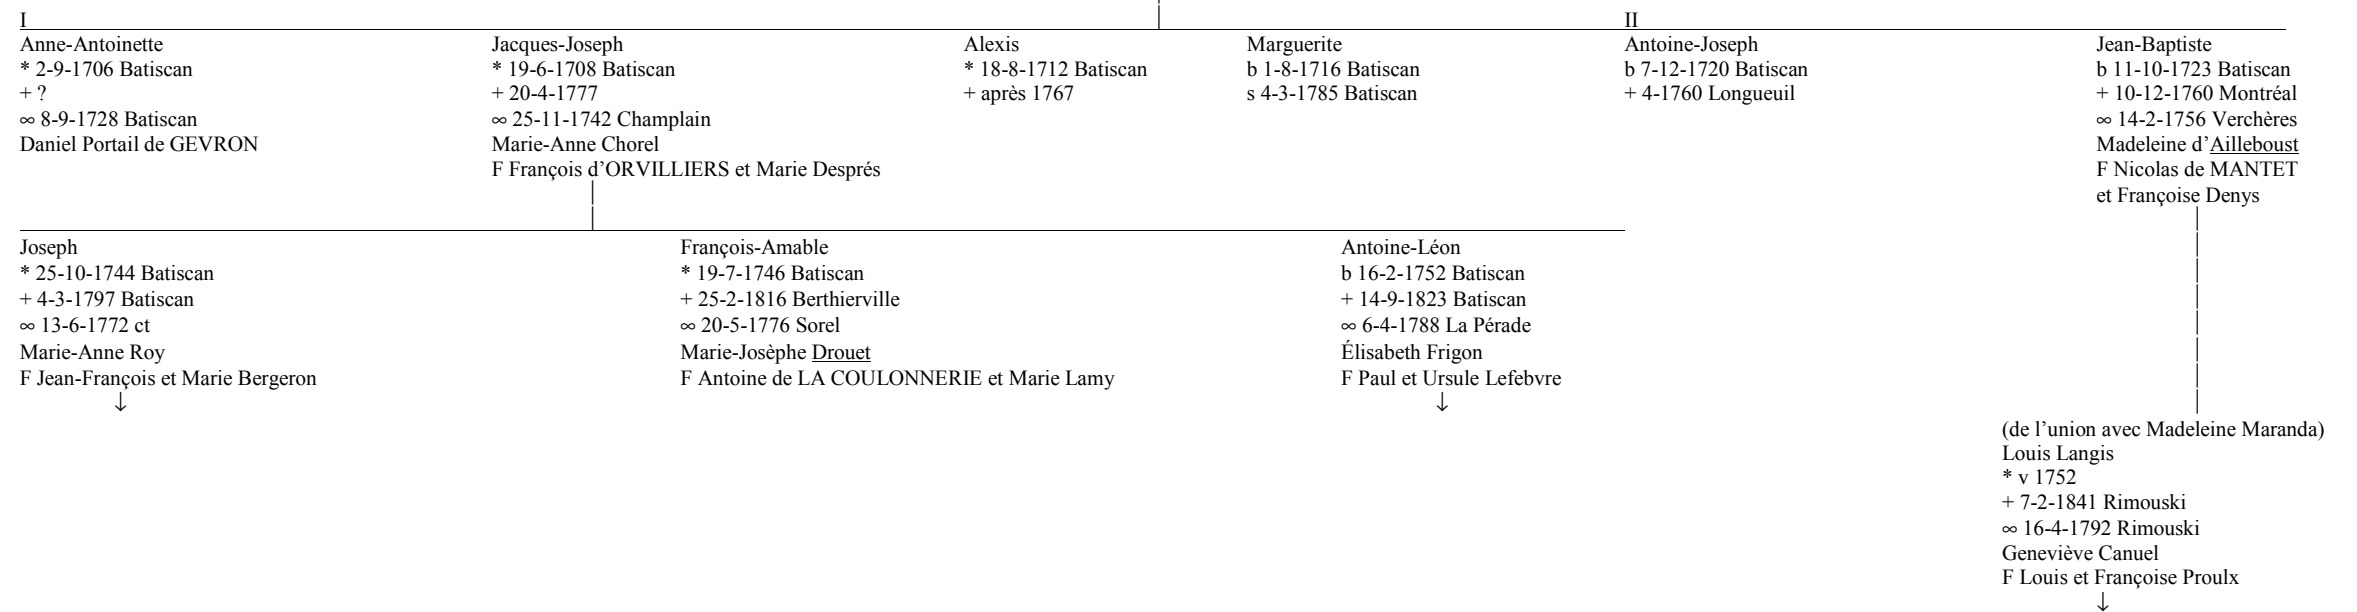 I
II
Anne-Antoinette
* 2-9-1706 Batiscan
+ ?
∞ 8-9-1728 Batiscan
Daniel Portail de GEVRON
Jacques-Joseph
* 19-6-1708 Batiscan
+ 20-4-1777
∞ 25-11-1742 Champlain
Marie-Anne Chorel
F François d’ORVILLIERS et Marie Després
Alexis
* 18-8-1712 Batiscan
+ après 1767
Marguerite
b 1-8-1716 Batiscan
s 4-3-1785 Batiscan
Antoine-Joseph
b 7-12-1720 Batiscan
+ 4-1760 Longueuil
Jean-Baptiste
b 11-10-1723 Batiscan
+ 10-12-1760 Montréal
∞ 14-2-1756 Verchères
Madeleine d’Ailleboust
F Nicolas de MANTET
et Françoise Denys
Joseph
* 25-10-1744 Batiscan
+ 4-3-1797 Batiscan
∞ 13-6-1772 ct
Marie-Anne Roy
F Jean-François et Marie Bergeron
↓
François-Amable
* 19-7-1746 Batiscan
+ 25-2-1816 Berthierville
∞ 20-5-1776 Sorel
Marie-Josèphe Drouet
F Antoine de LA COULONNERIE et Marie Lamy
Antoine-Léon
b 16-2-1752 Batiscan
+ 14-9-1823 Batiscan
∞ 6-4-1788 La Pérade
Élisabeth Frigon
F Paul et Ursule Lefebvre
↓
(de l’union avec Madeleine Maranda)
Louis Langis
* v 1752
+ 7-2-1841 Rimouski
∞ 16-4-1792 Rimouski
Geneviève Canuel
F Louis et Françoise Proulx
↓